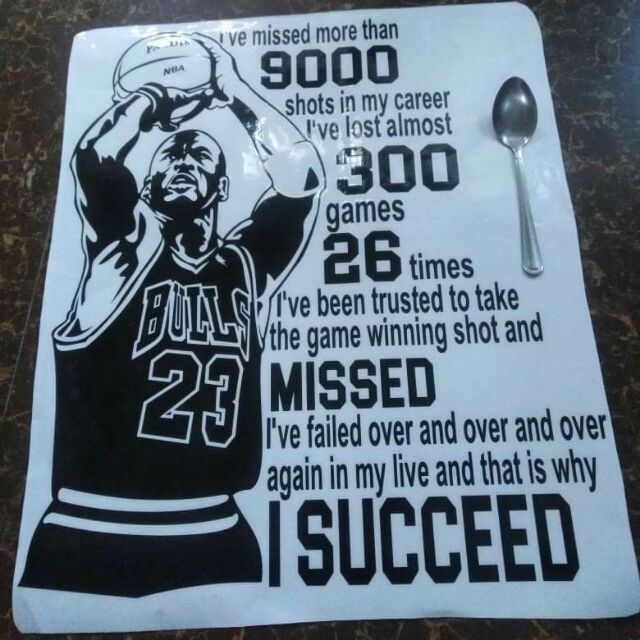 I've missed more than
9000
shots in my career
I've lost almost
300
games
26 times
I've been trusted to take
the game winning shot and
MISSED
I've failed over and over and over
again in my live and that is why
I SUCCEED
NBA
BULLS
23